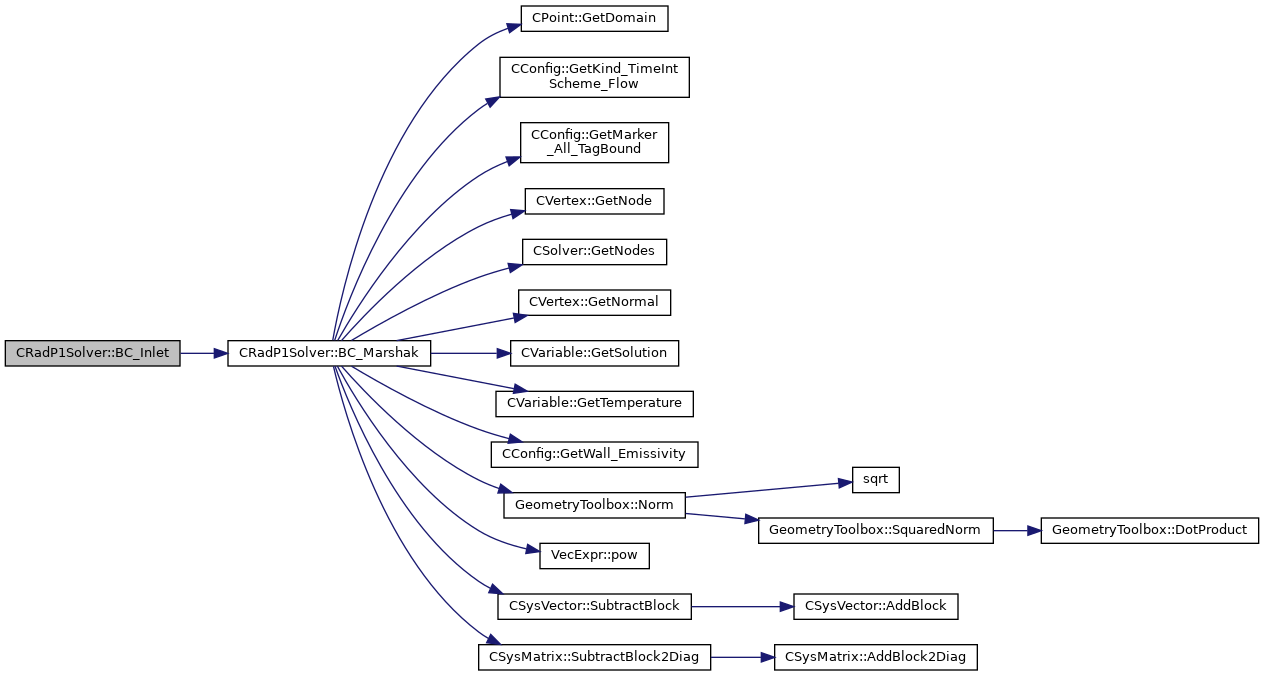 CPoint::GetDomain
CConfig::GetKind_TimeInt
Scheme_Flow
CConfig::GetMarker
_All_TagBound
CVertex::GetNode
CSolver::GetNodes
CVertex::GetNormal
CRadP1Solver::BC_Inlet
CRadP1Solver::BC_Marshak
CVariable::GetSolution
CVariable::GetTemperature
CConfig::GetWall_Emissivity
GeometryToolbox::Norm
sqrt
GeometryToolbox::SquaredNorm
GeometryToolbox::DotProduct
VecExpr::pow
CSysVector::SubtractBlock
CSysVector::AddBlock
CSysMatrix::SubtractBlock2Diag
CSysMatrix::AddBlock2Diag